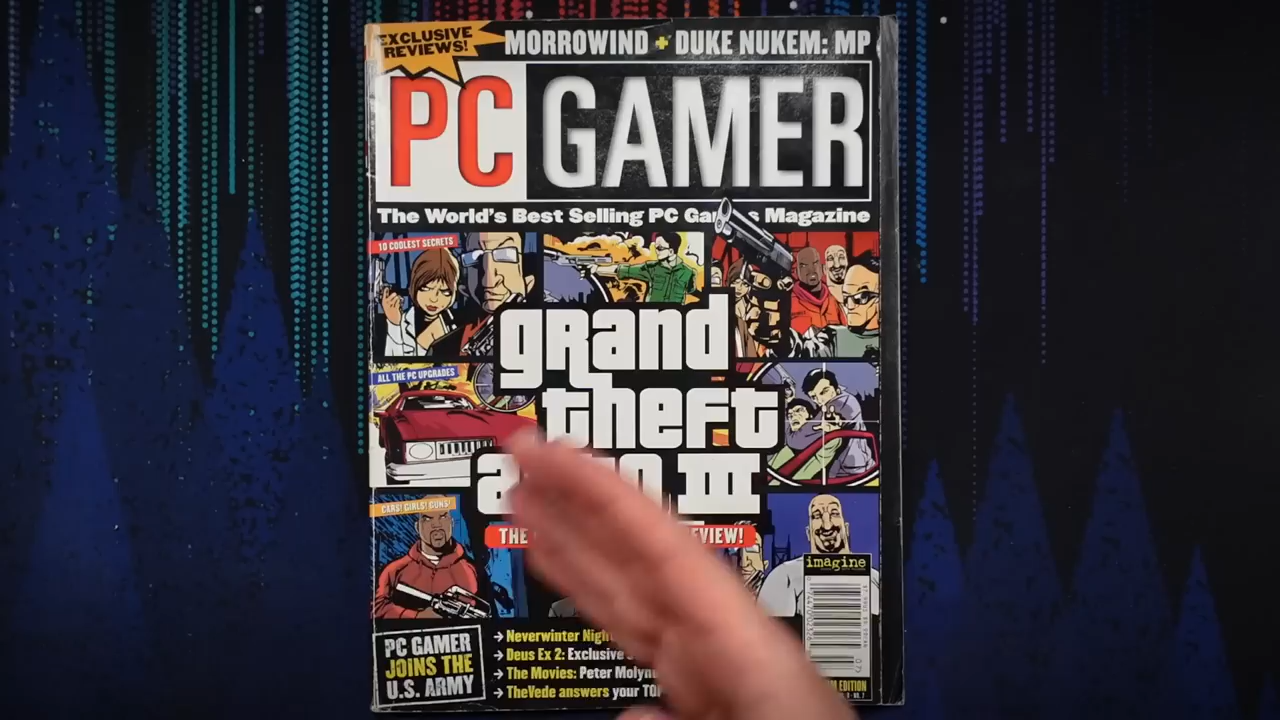 EXCLUSIVE REVIEWS!
MORROWIND + DUKE NUKEM: MP
PC GAMER
The World's Best Selling PC Ga s Magazine
10 COOLEST SECRETS
grand
theft
III
ALL THE PC UPGRADES
CARS! GIRLS! GUNS!
THE
EVIEW!
imagine
PC GAMER
JOINS THE
U.S. ARMY
→ Neverwinter Nigh
→ Deus Ex 2: Exclusive
→ The Movies: Peter Molyn
→ TheVede answers your TO
EDITION
07